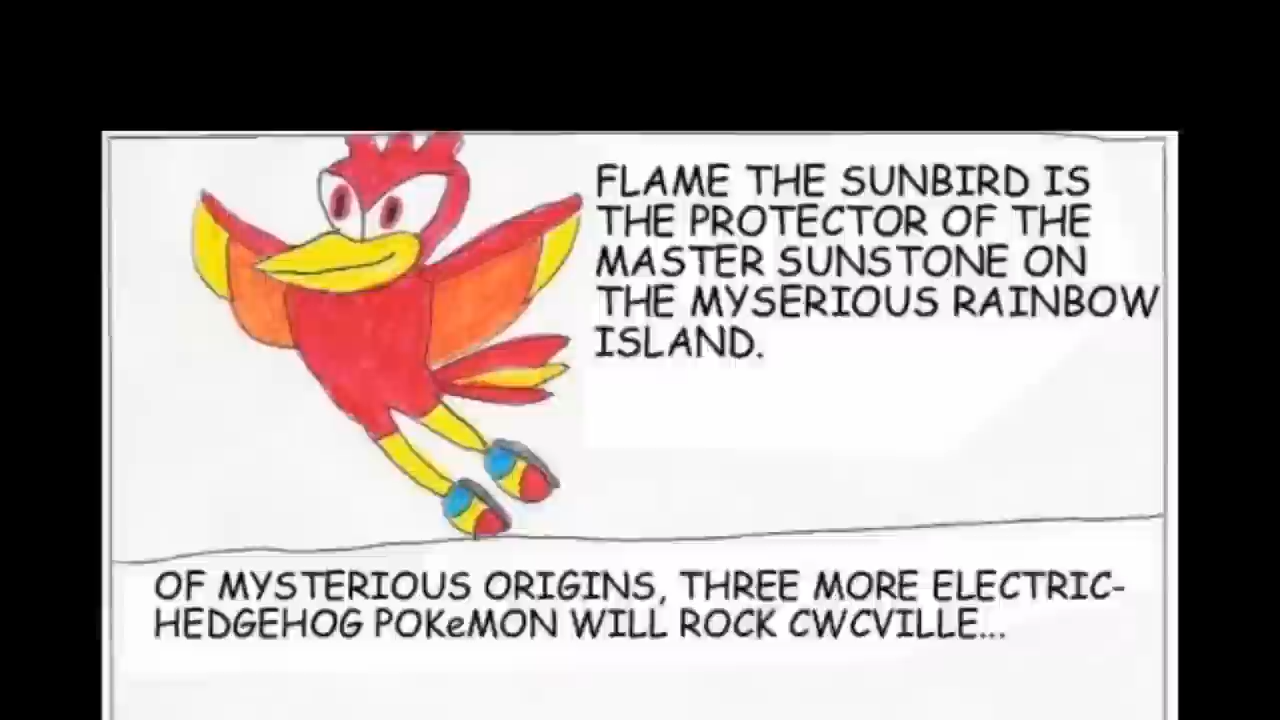 FLAME THE SUNBIRD IS
THE PROTECTOR OF THE
MASTER SUNSTONE ON
THE MYSERIOUS RAINBOW
ISLAND.
OF MYSTERIOUS ORIGINS, THREE MORE ELECTRIC-
HEDGEHOG POKeMON WILL ROCK CWCVILLE...